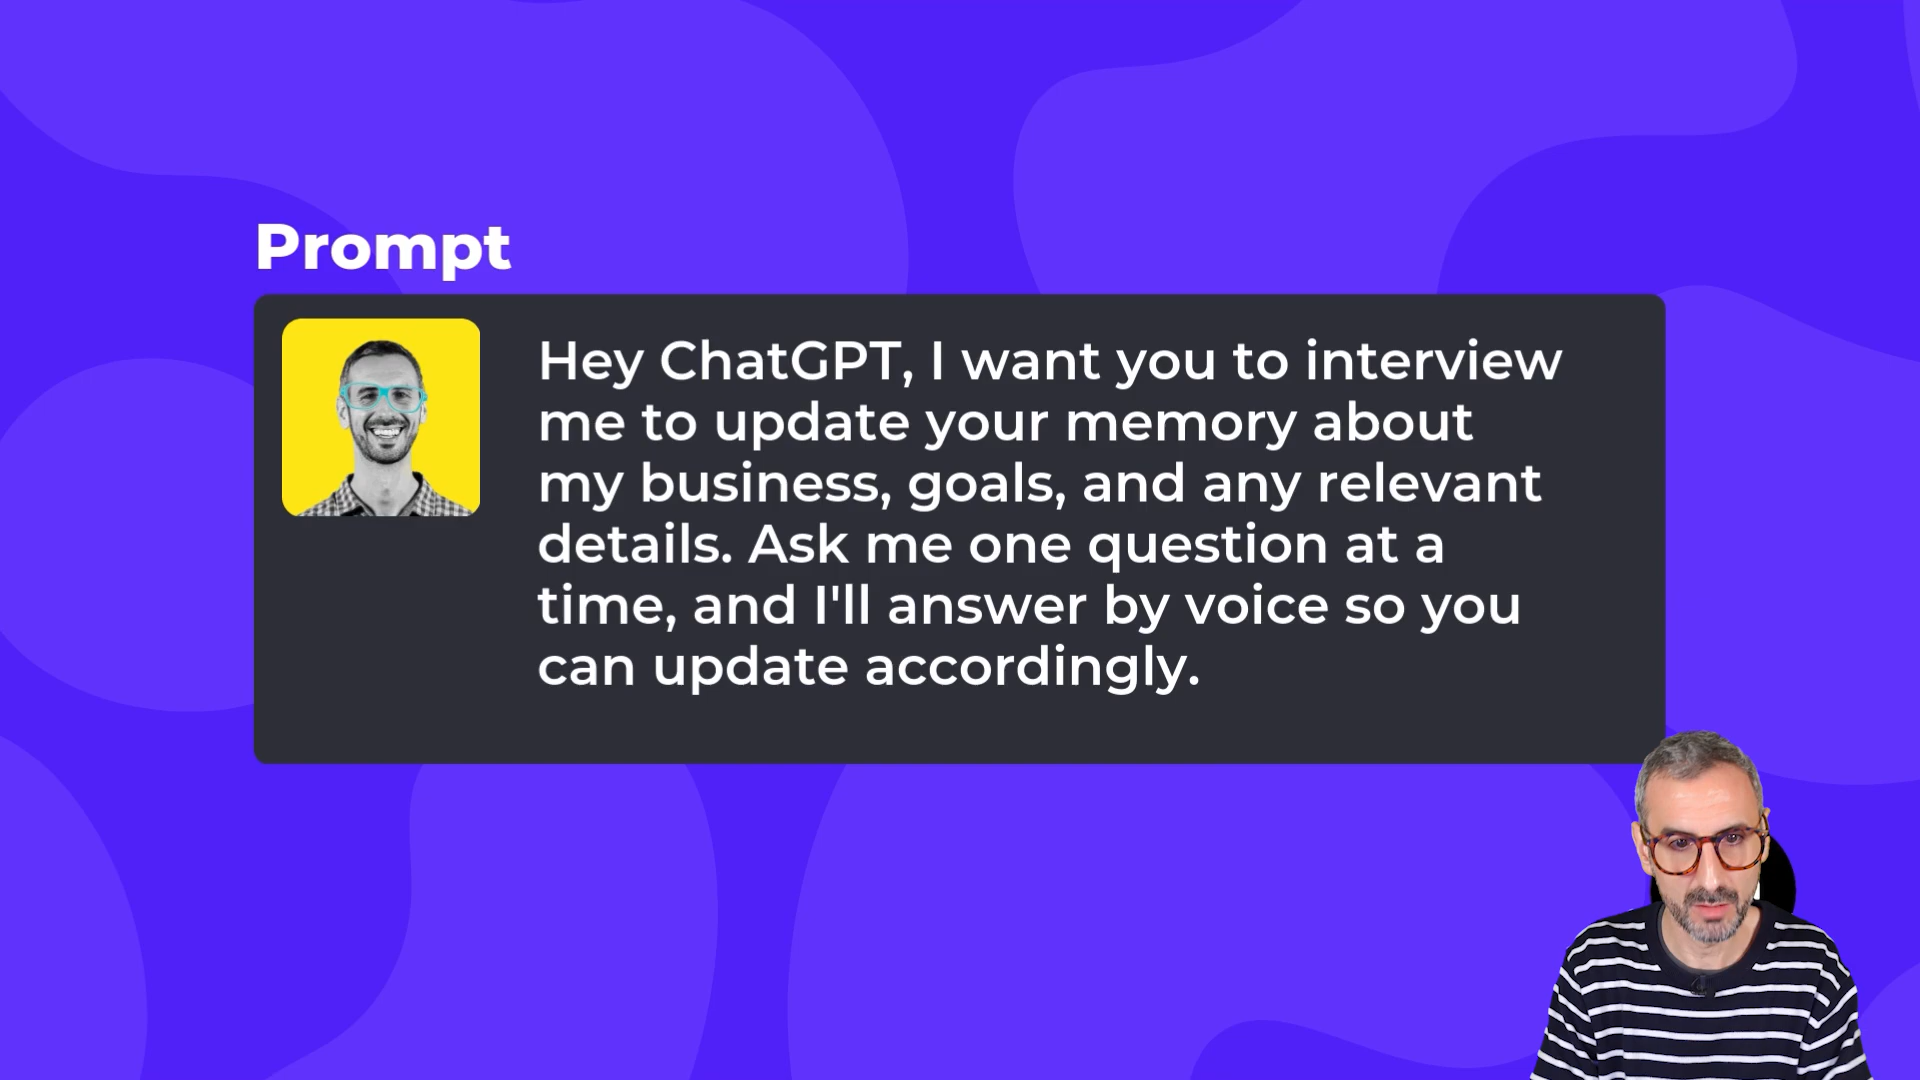 Prompt
Hey ChatGPT, I want you to interview
me to update your memory about
my business, goals, and any relevant
details. Ask me one question at a
time, and I'll answer by voice so you
can update accordingly.